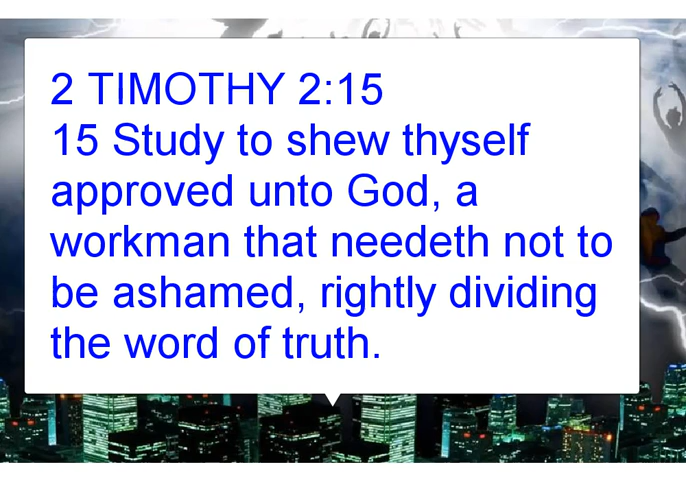 2 TIMOTHY 2:15
15 Study to shew thyself
approved unto God, a
workman that needeth not to
be ashamed, rightly dividing
the word of truth.